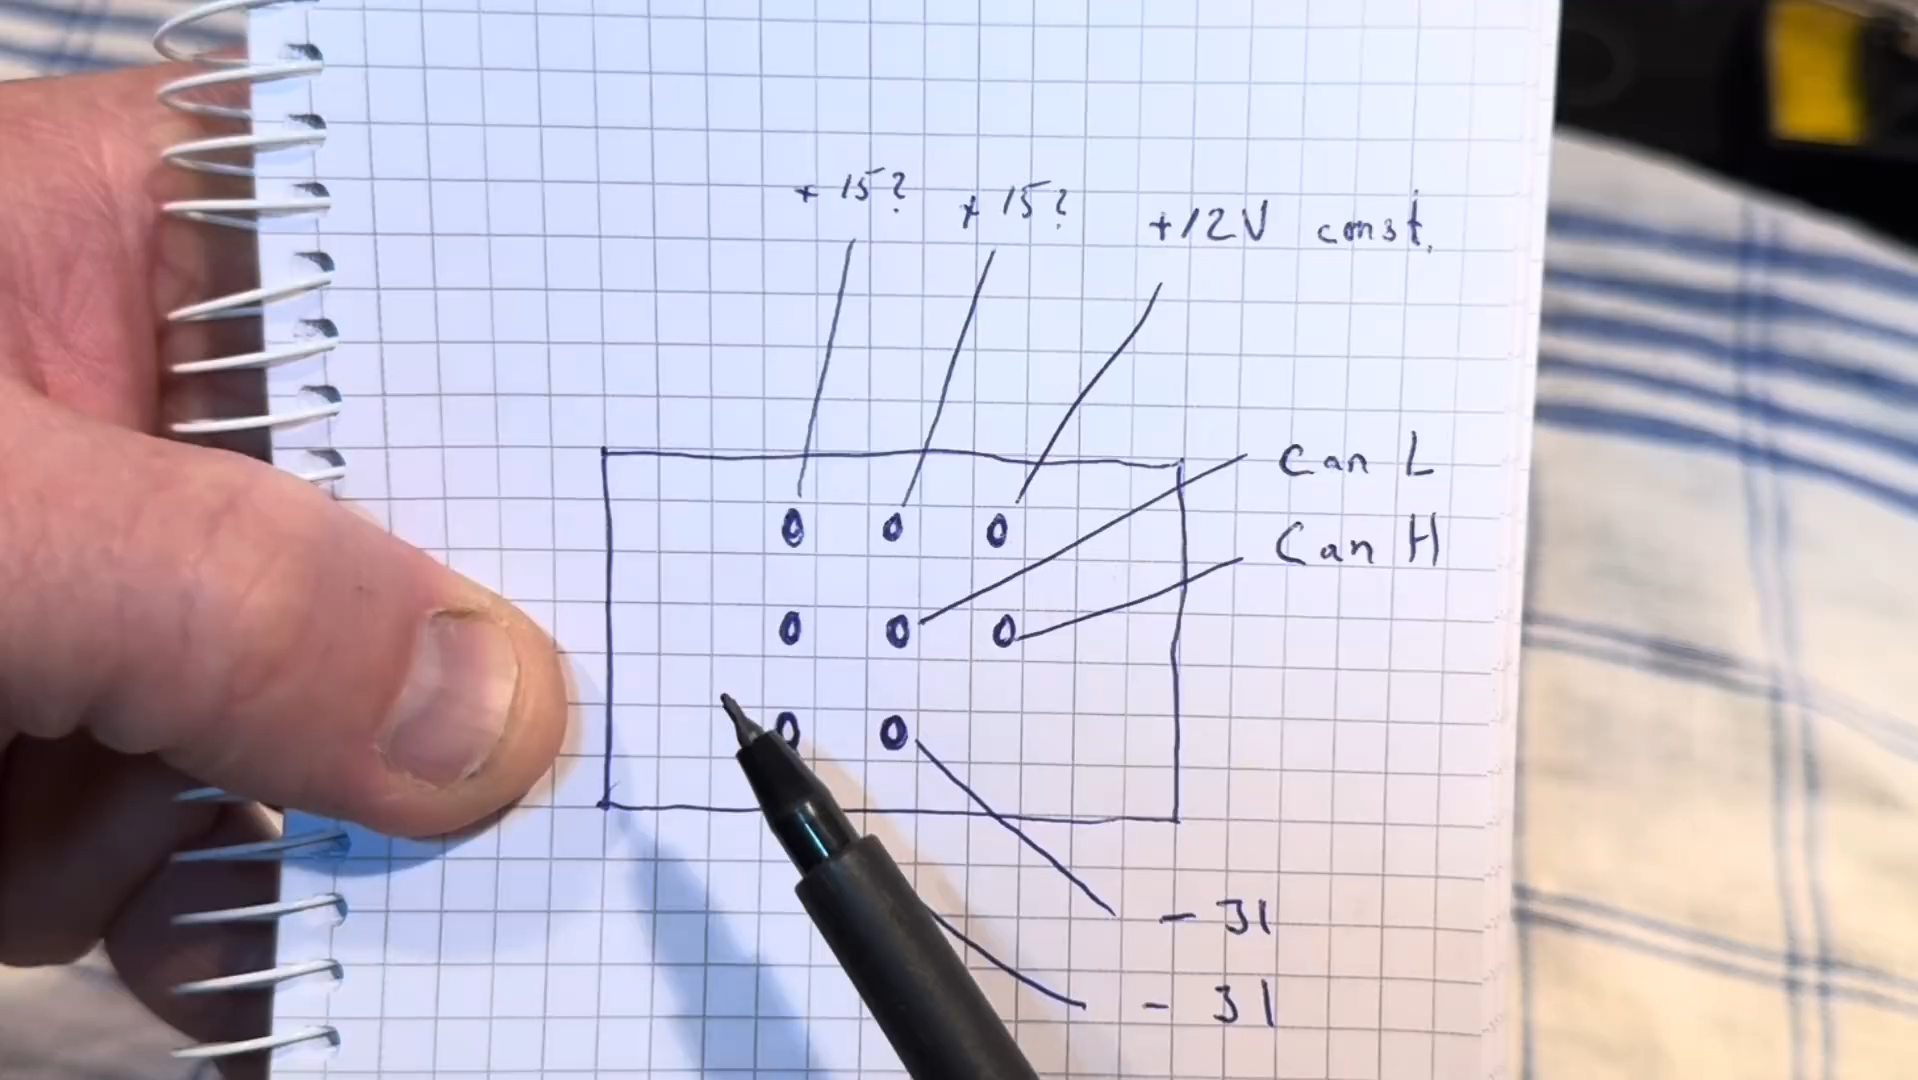 + 15?
+ 15?
+12V const.
Can L
Can H
- 31
- 31